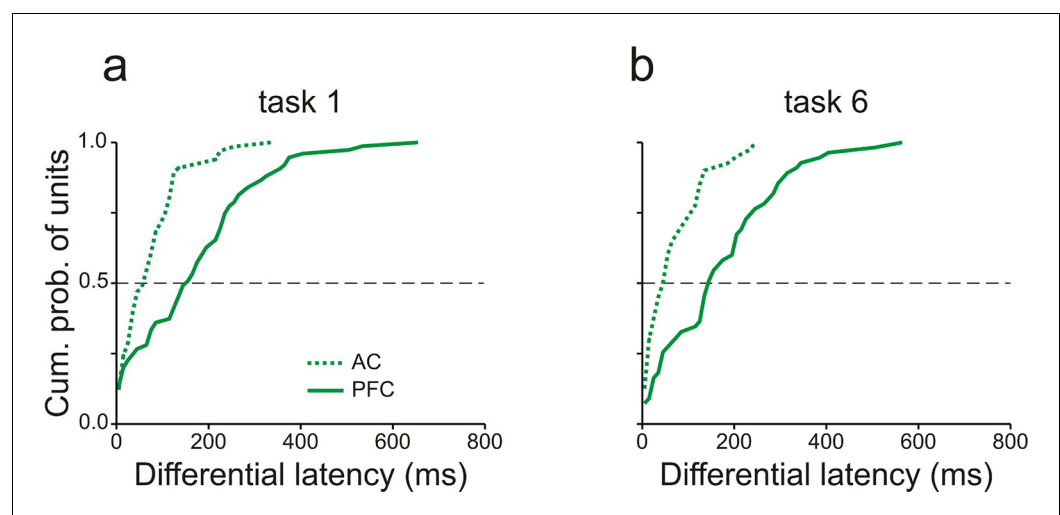 a
task 1
Cum. prob. of units
1.0
0.5
0.0
AC
PFC
0 200 400 600 800
Differential latency (ms)
b
task 6
0 200 400 600 800
Differential latency (ms)